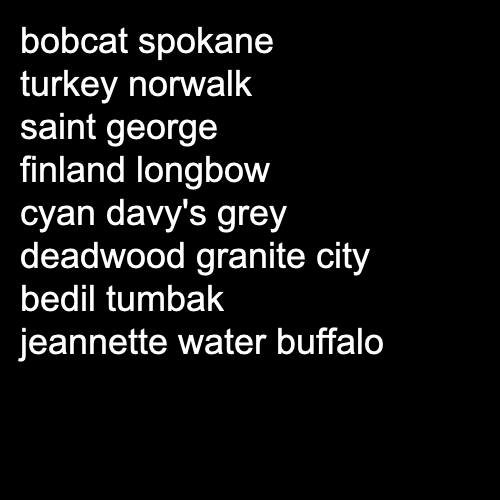 bobcat spokane
turkey norwalk
saint george
finland longbow
cyan davy's grey
deadwood granite city
bedil tumbak
jeannette water buffalo